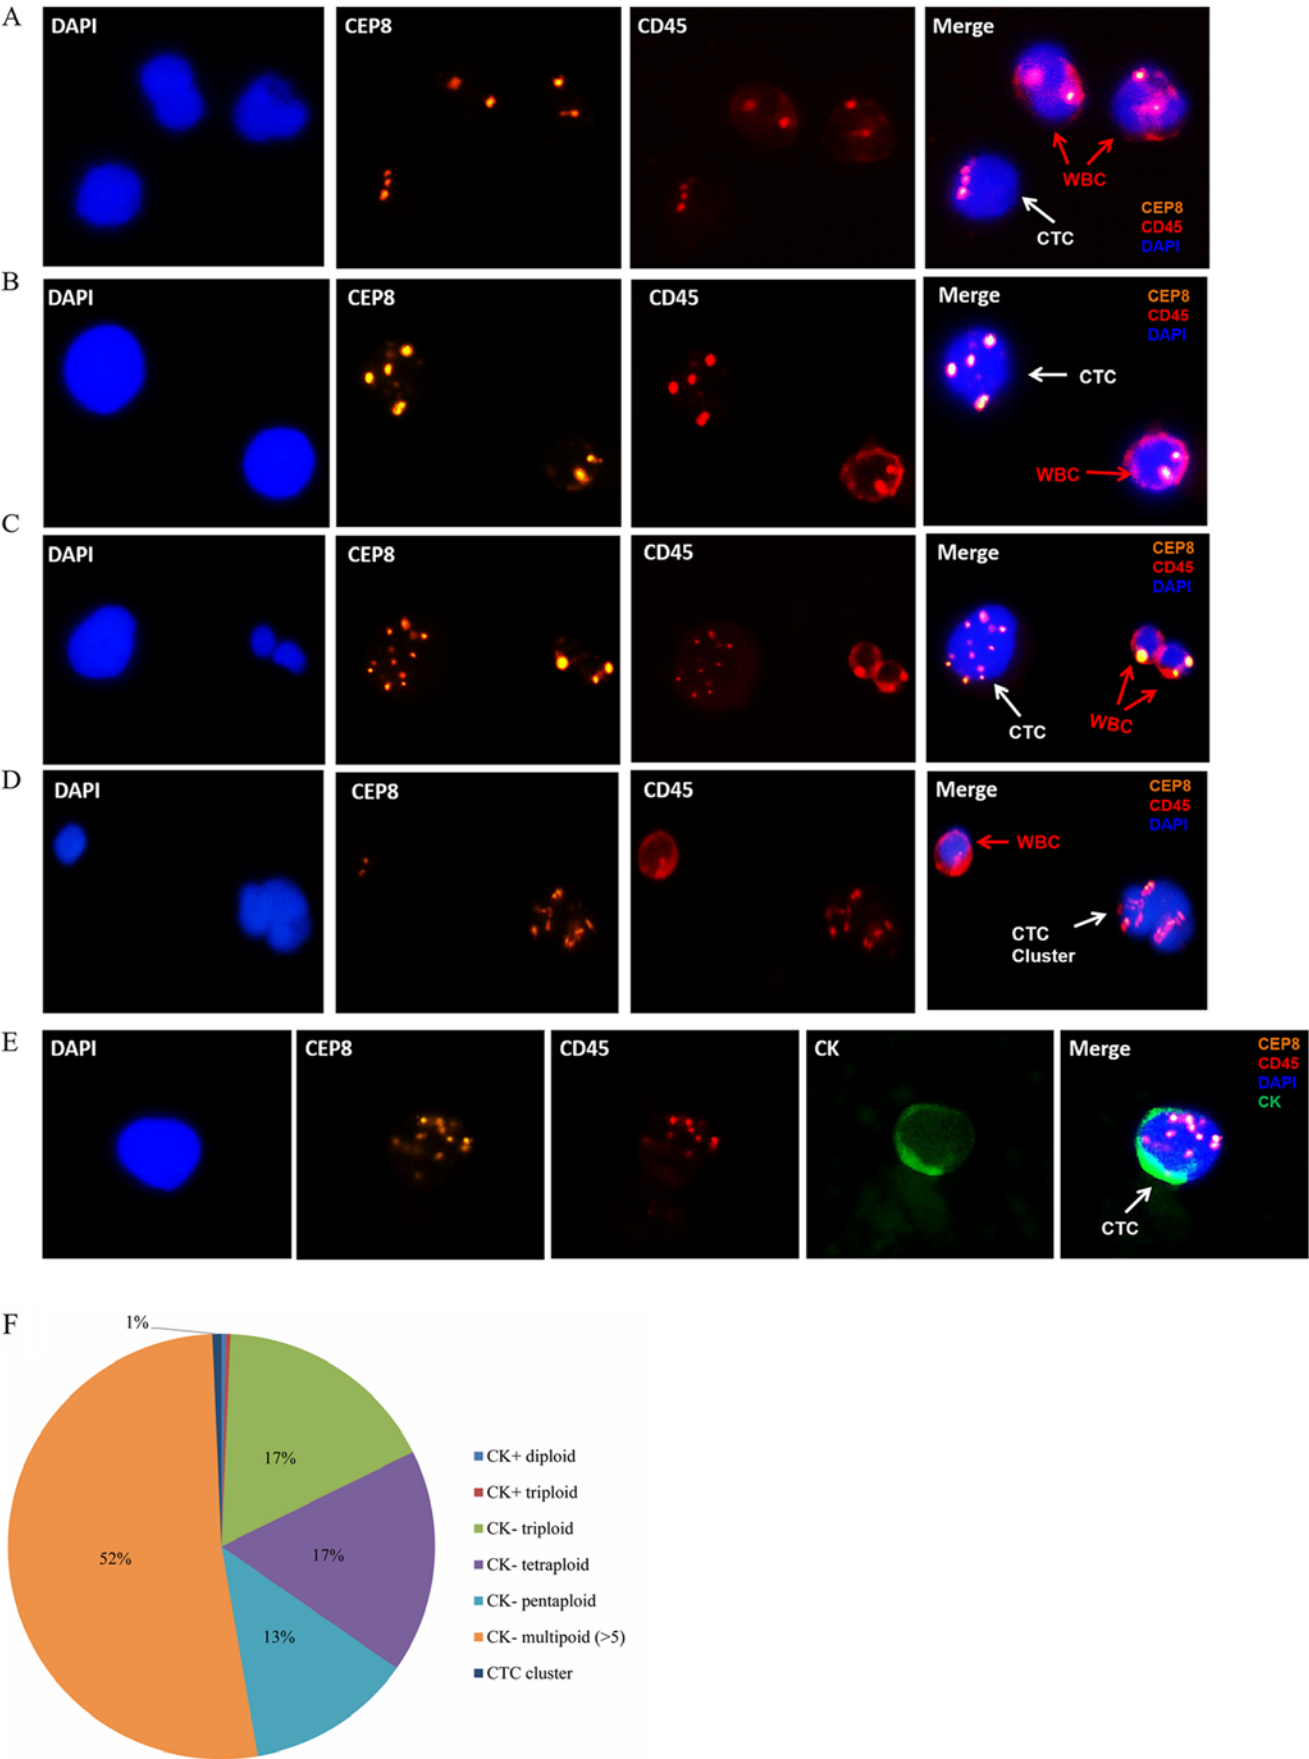 A
DAPI
CEP8
CD45
Merge
WBC
CTC
CEP8
CD45
DAPI
B
DAPI
CEP8
CD45
Merge
CEP8
CD45
DAPI
CTC
WBC
C
DAPI
CEP8
CD45
Merge
CEP8
CD45
DAPI
CTC
WBC
D
DAPI
CEP8
CD45
Merge
CEP8
CD45
DAPI
WBC
CTC
Cluster
E
DAPI
CEP8
CD45
CK
Merge
CEP8
CD45
DAPI
CK
CTC
F
1%
17%
17%
13%
52%
CK+ diploid
CK+ triploid
CK- triploid
CK- tetraploid
CK- pentaploid
CK- multipoid (>5)
CTC cluster